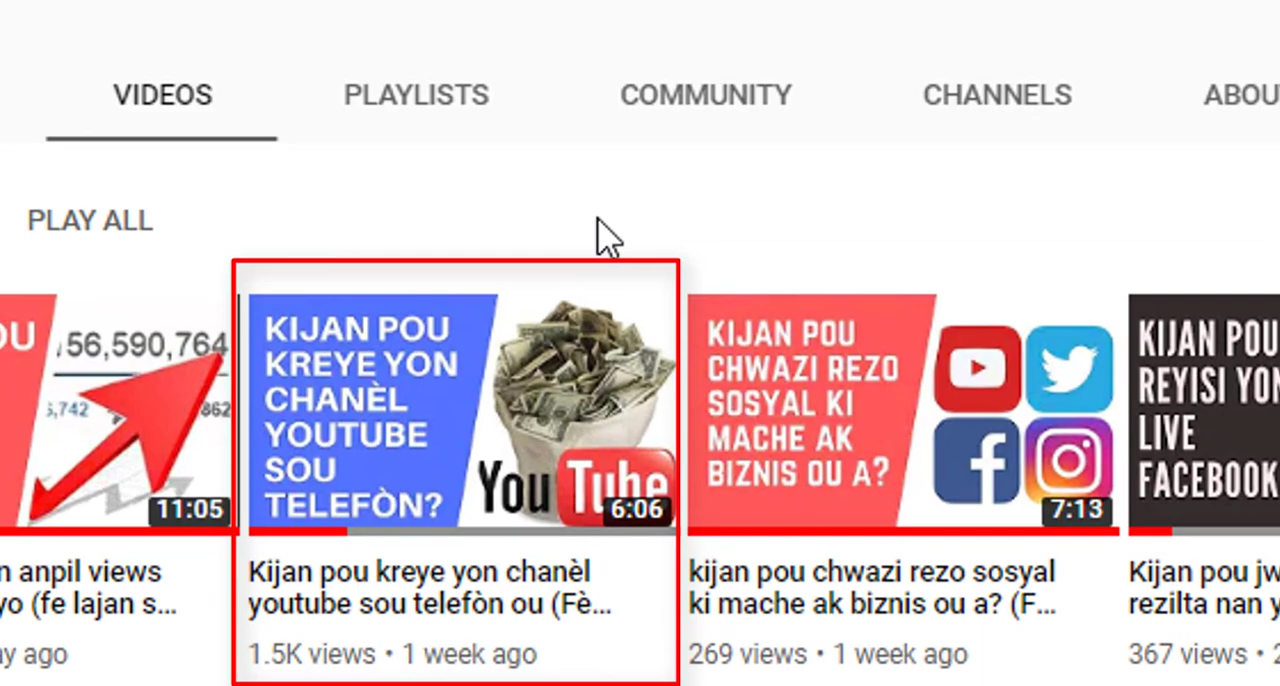 VIDEOS PLAYLISTS COMMUNITY CHANNELS ABOU
PLAY ALL
OU
156,590,764
,742
862
11:05
n anpil views
yo (fe lajan s...
ay ago
KIJAN POU
KREYE YON
CHANÈL
YOUTUBE
SOU
TELEFÒN?
YouTube
6:06
Kijan pou kreye yon chanèl
youtube sou telefòn ou (Fè...
1.5K views • 1 week ago
KIJAN POU
CHWAZI REZO
SOSYAL KI
MACHE AK
BIZNIS OU A?
f
7:13
kijan pou chwazi rezo sosyal
ki mache ak biznis ou a? (F...
269 views • 1 week ago
KIJAN POU
REYISI YON
LIVE
FACEBOOK
Kijan pou jw
rezilta nan y
367 views • 2